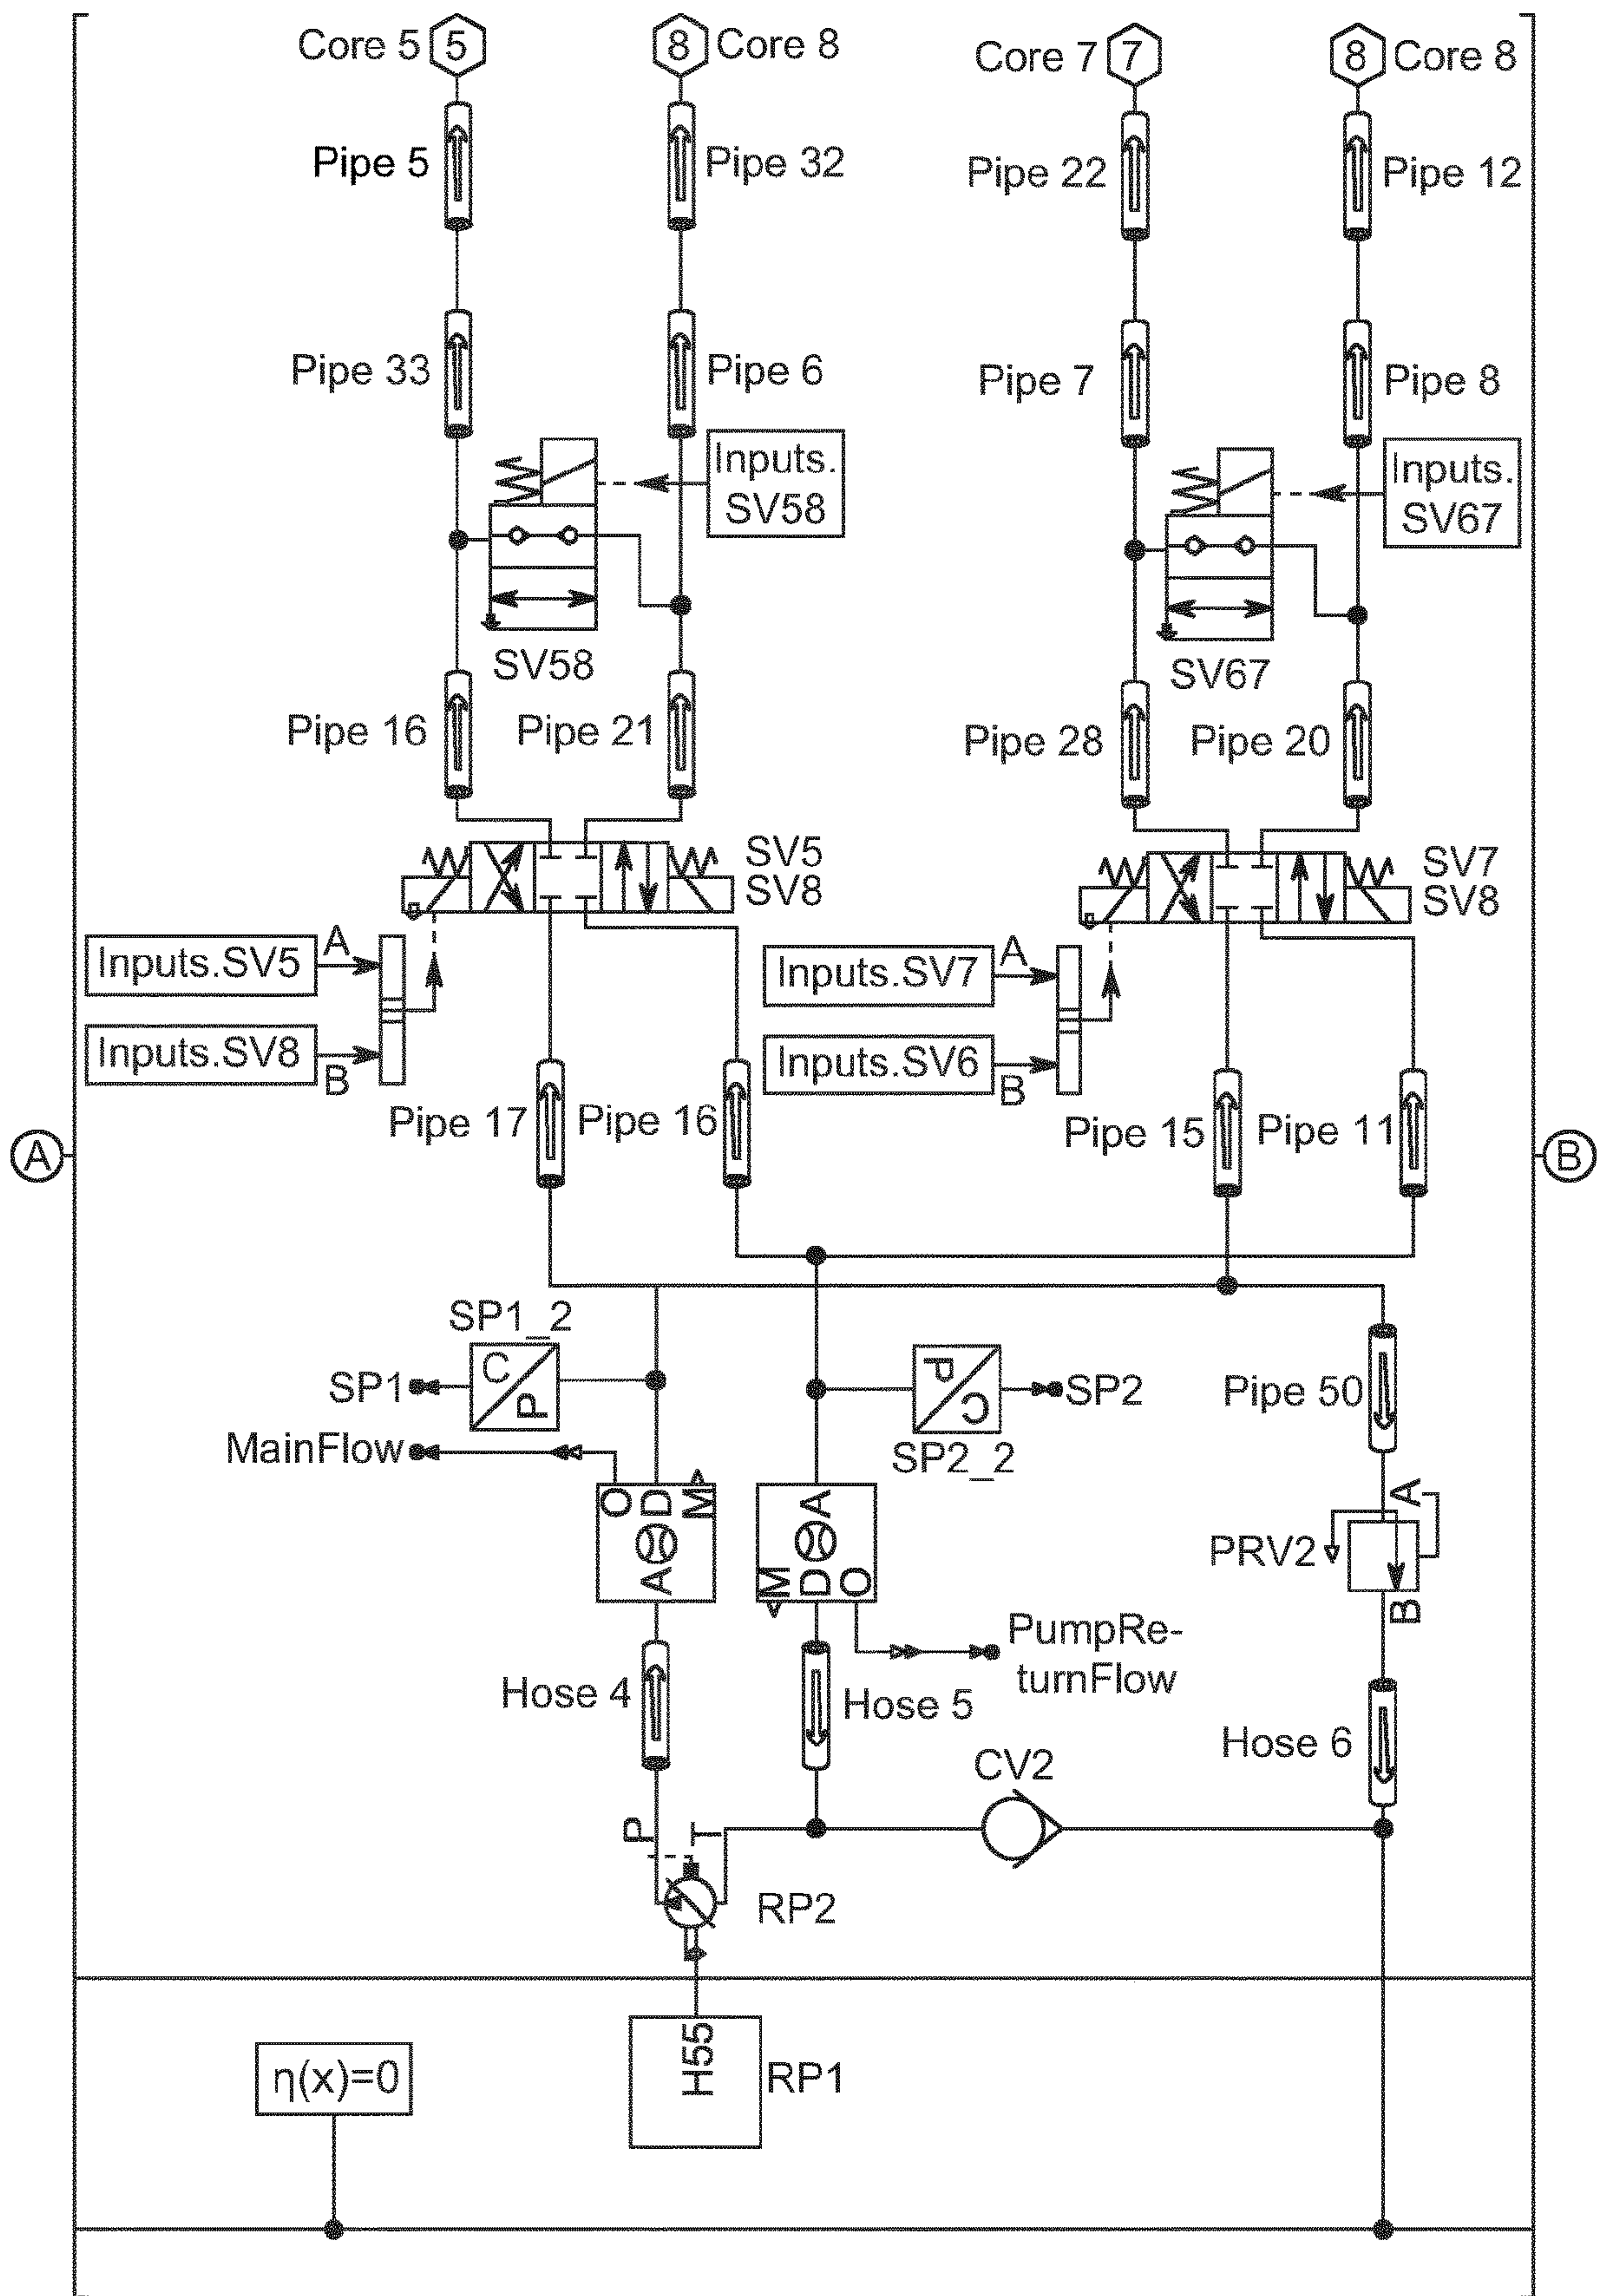 Core 5 5
8 Core 8
Core 7 7
8 Core 8
Pipe 5
Pipe 32
Pipe 22
Pipe 12
Pipe 33
Pipe 6
Pipe 7
Pipe 8
Inputs.
SV58
Inputs.
SV67
SV58
SV67
Pipe 16
Pipe 21
Pipe 28
Pipe 20
SV5
SV8
SV7
SV8
Inputs.SV5
A
Inputs.SV8
B
Inputs.SV7
A
Inputs.SV6
B
Pipe 17
Pipe 16
Pipe 15
Pipe 11
A
B
SP1_2
SP1
C
P
P
C
SP2
SP2_2
Pipe 50
MainFlow
O
D
M
A
A
M
D
O
A
PRV2
B
PumpRe-
turnFlow
Hose 4
Hose 5
Hose 6
CV2
P
T
RP2
H55
RP1
η(x)=0